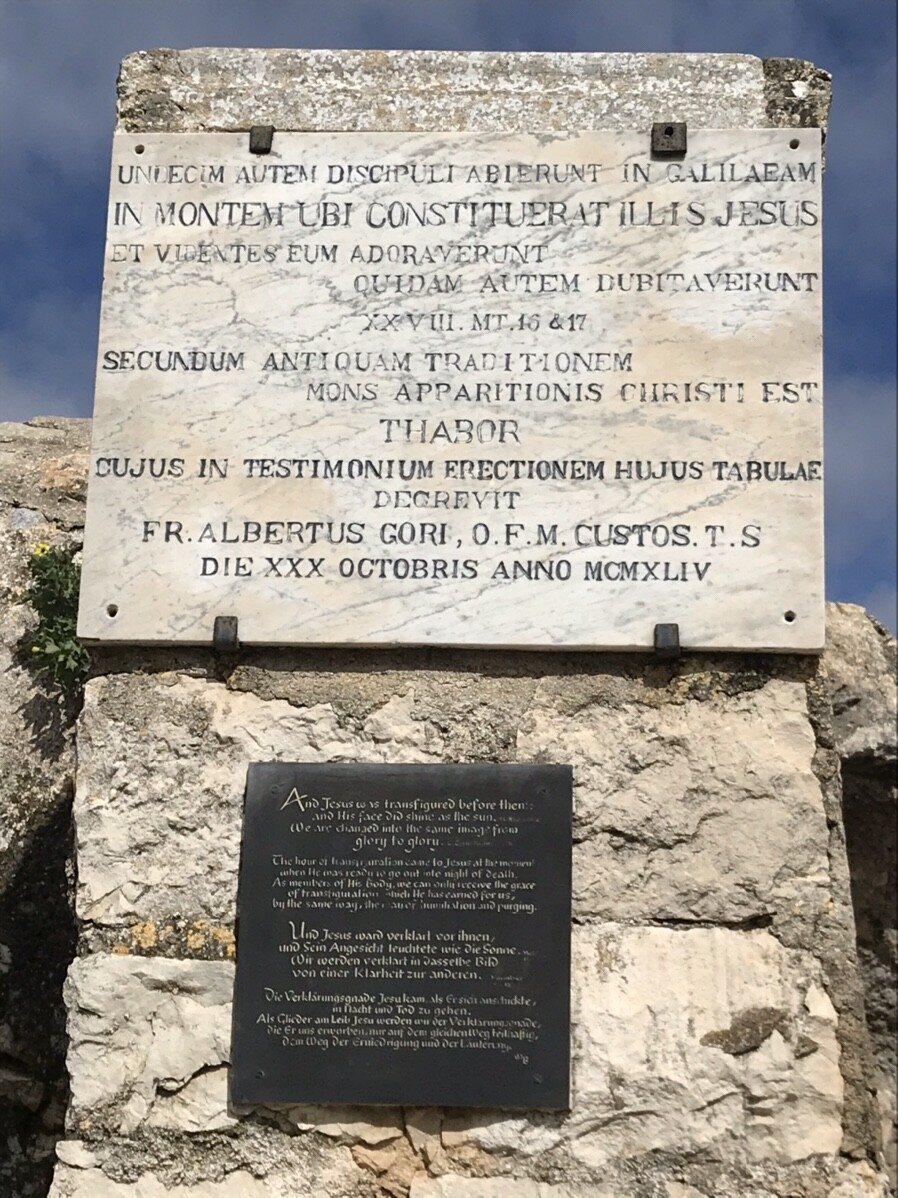 UNDECIM AUTEM DISCIPULI ABIERUNT IN GALILAEAM
IN MONTEM UBI CONSTITUERAT ILLIS JESUS
ET VIDENTES EUM ADORAVERUNT
QUIDAM AUTEM DUBITAVERUNT
XXVIII. MT. 16 & 17
SECUNDUM ANTIQUAM TRADITIONEM
MONS APPARITIONIS CHRISTI EST
THABOR
CUJUS IN TESTIMONIUM ERECTIONEM HUJUS TABULAE
DECREVIT
FR. ALBERTUS GORI, O.F.M. CUSTOS. T.S
DIE XXX OCTOBRIS ANNO MCMXLIV
And Jesus was transfigured before them:
and His face did shine as the sun.
We are changed into the same image from
glory to glory.
The hour of transfiguration came to Jesus at the moment
when He was ready to go out into night of death.
As members of His Body, we can only receive the grace
of transfiguration which He has earned for us,
by the same way, the way of humiliation and purging.
Und Jesus ward verklärt vor ihnen,
und Sein Angesicht leuchtete wie die Sonne.
Wir werden verklärt in dasselbe Bild
von einer Klarheit zur anderen.
Die Verklärungsgnade Jesu kam, als Er sich anschickte,
in Nacht und Tod zu gehen.
Als Glieder am Leib Jesu werden wir der Verklärungsgnade,
die Er uns erworben, nur auf dem gleichen Weg teilhaftig,
dem Weg der Erniedrigung und der Läuterung.